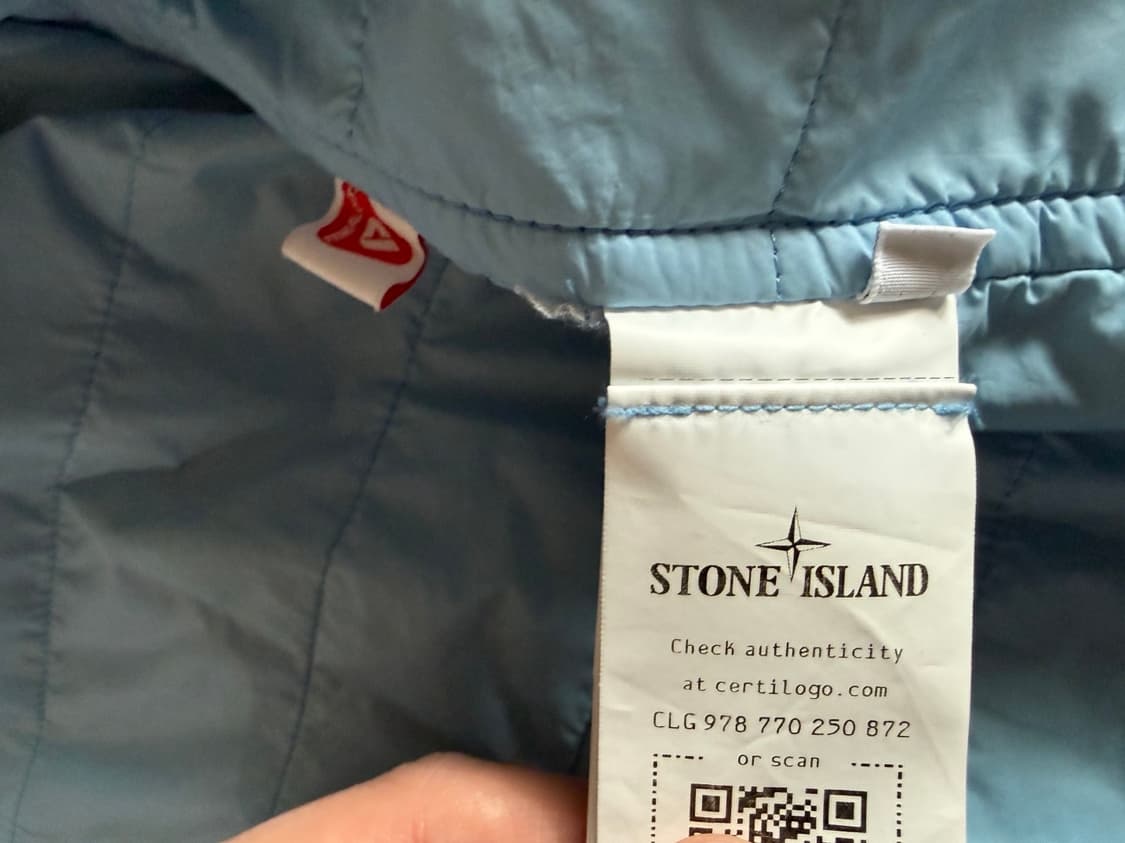 STONE ISLAND
Check authenticity
at certilogo.com
CLG 978 770 250 872
or scan